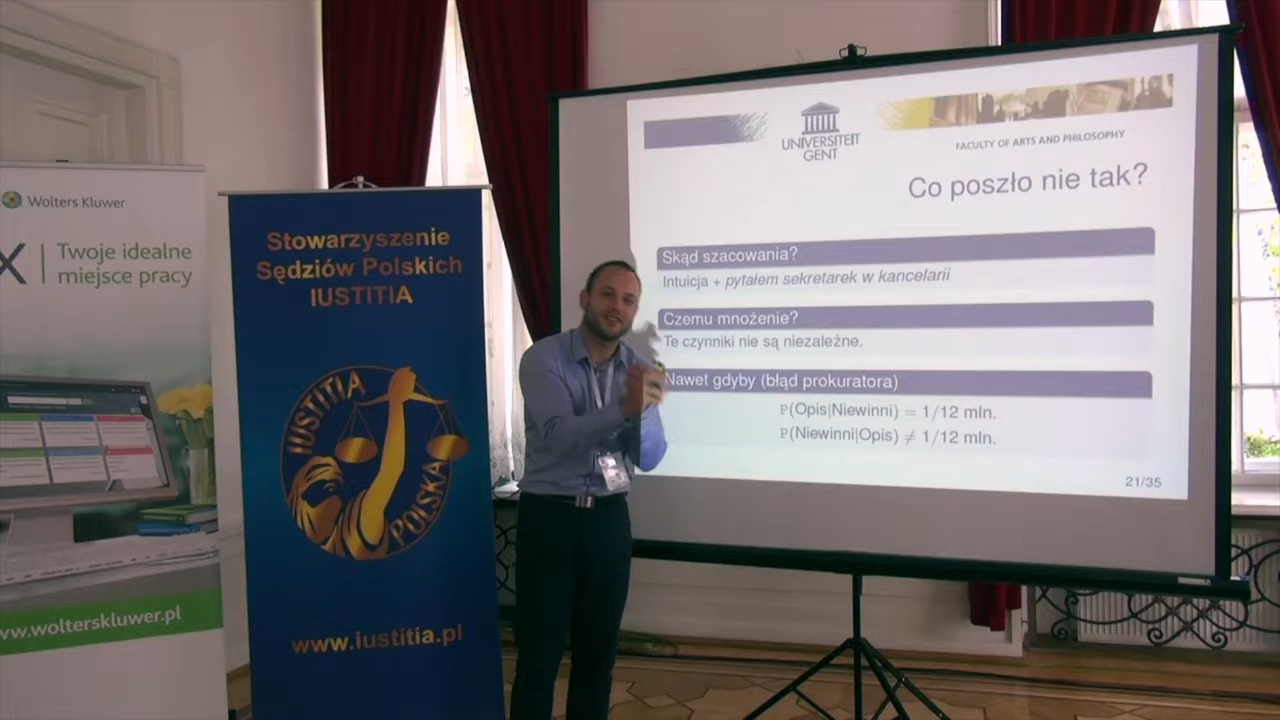 Wolters Kluwer
X | Twoje idealne
miejsce pracy
www.wolterskluwer.pl
Stowarzyszenie
Sędziów Polskich
IUSTITIA
IUSTITIA
POLSKA
www.iustitia.pl
UNIVERSITEIT
GENT
FACULTY OF ARTS AND PHILOSOPHY
Co poszło nie tak?
Skąd szacowania?
Intuicja + pytałem sekretarek w kancelarii
Czemu mnożenie?
Te czynniki nie są niezależne.
Nawet gdyby (błąd prokuratora)
P(Opis|Niewinni) = 1/12 mln.
P(Niewinni|Opis) ≠ 1/12 mln.
21/35